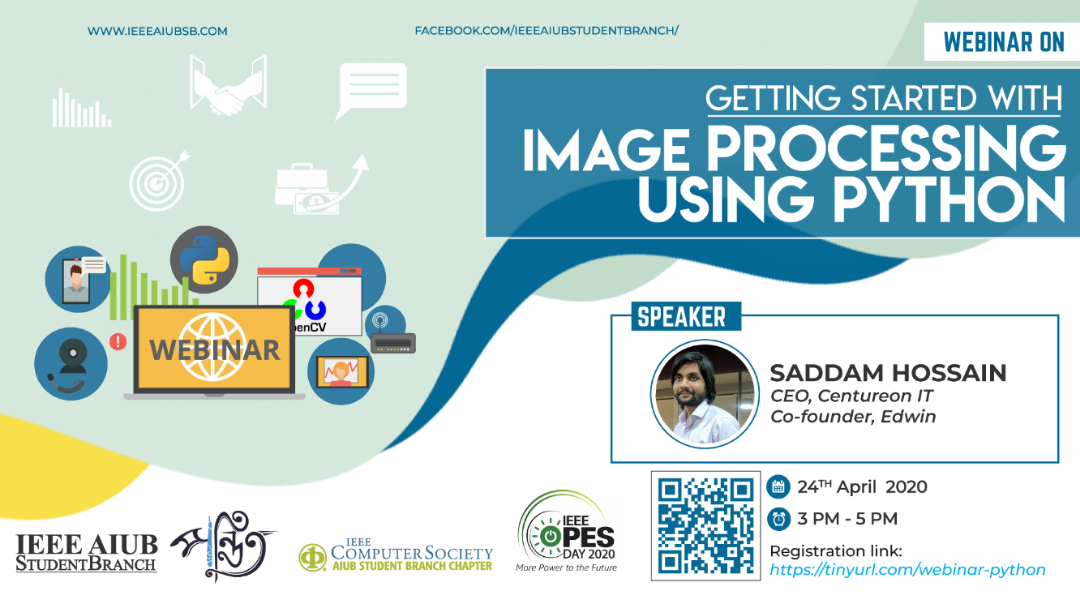 WWW.IEEEAIUBSB.COM
FACEBOOK.COM/IEEEAIUBSTUDENTBRANCH/
WEBINAR ON
GETTING STARTED WITH
IMAGE PROCESSING
USING PYTHON
penCV
WEBINAR
SPEAKER
SADDAM HOSSAIN
CEO, Centureon IT
Co-founder, Edwin
24TH April 2020
3 PM - 5 PM
Registration link:
https://tinyurl.com/webinar-python
IEEE AIUB
STUDENTBRANCH
IEEE
COMPUTER SOCIETY
AIUB STUDENT BRANCH CHAPTER
IEEE
PES
DAY 2020
More Power to the Future